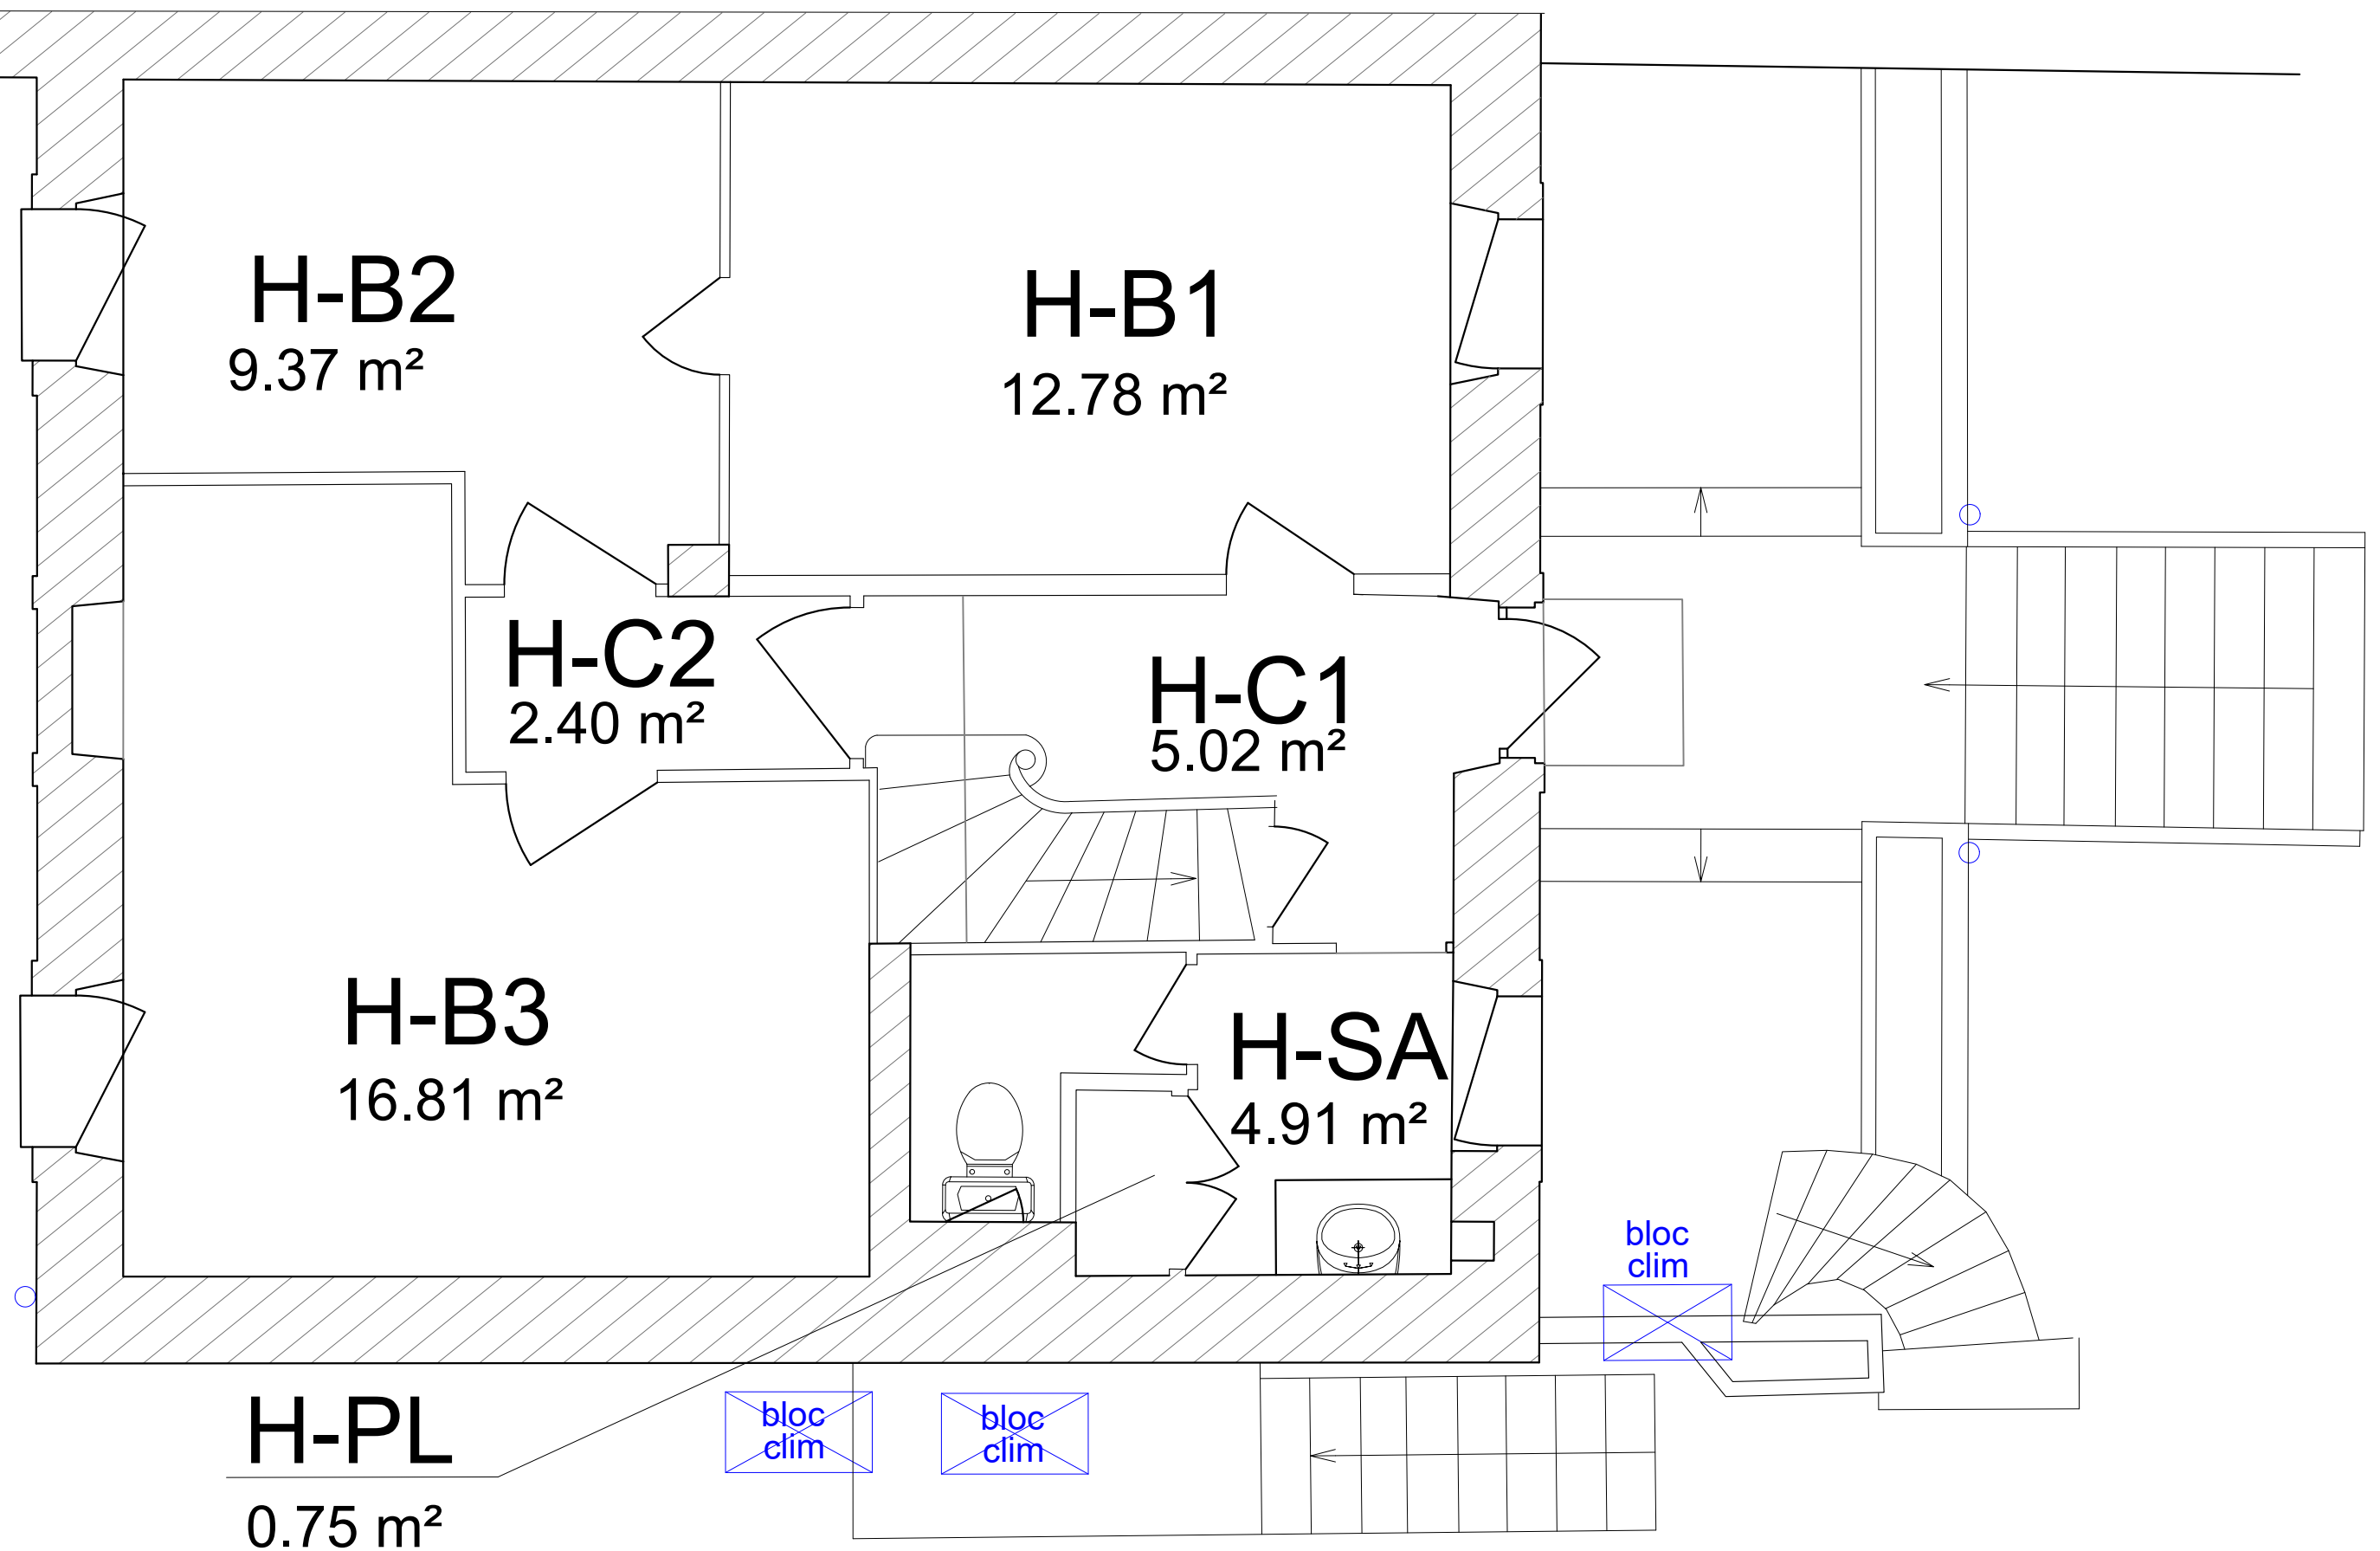 H-B2
9.37 m²
H-B1
12.78 m²
H-C2
2.40 m²
H-C1
5.02 m²
H-B3
16.81 m²
H-SA
4.91 m²
bloc
clim
H-PL
0.75 m²
bloc
clim
bloc
clim